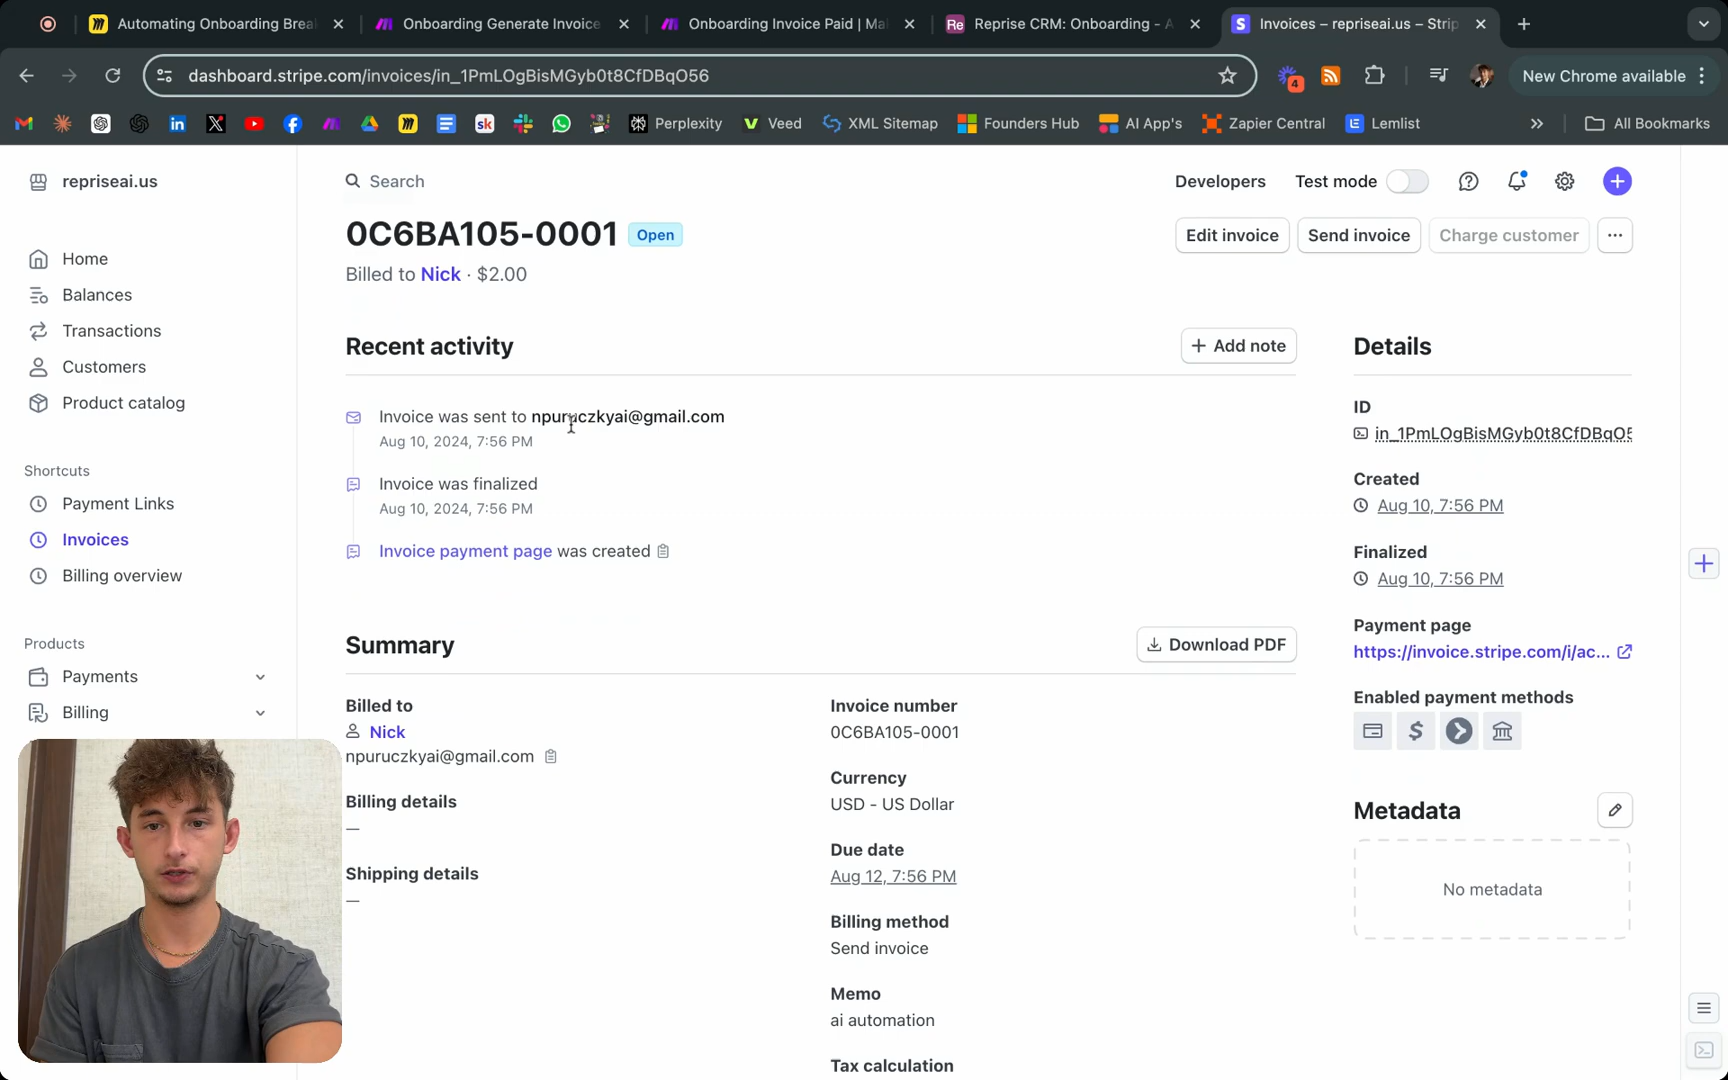 Automating Onboarding Brea
Onboarding Generate Invoice
Onboarding Invoice Paid | Ma
Re
Reprise CRM: Onboarding - A
Invoices – repriseai.us – Strip
dashboard.stripe.com/invoices/in_1PmLOgBisMGyb0t8CfDBqO56
4
New Chrome available
sk
Perplexity
Veed
XML Sitemap
Founders Hub
AI App's
Zapier Central
Lemlist
All Bookmarks
repriseai.us
Search
Developers
Test mode
0C6BA105-0001
Open
Edit invoice
Send invoice
Charge customer
Billed to Nick · $2.00
Home
Balances
Transactions
Customers
Product catalog
Shortcuts
Payment Links
Invoices
Billing overview
Products
Payments
Billing
Recent activity
Add note
Invoice was sent to npuruczkyai@gmail.com
Aug 10, 2024, 7:56 PM
Invoice was finalized
Aug 10, 2024, 7:56 PM
Invoice payment page was created
Summary
Download PDF
Billed to
Nick
npuruczkyai@gmail.com
Billing details
—
Shipping details
—
Invoice number
0C6BA105-0001
Currency
USD - US Dollar
Due date
Aug 12, 7:56 PM
Billing method
Send invoice
Memo
ai automation
Tax calculation
Details
ID
in_1PmLOgBisMGyb0t8CfDBqO5
Created
Aug 10, 7:56 PM
Finalized
Aug 10, 7:56 PM
Payment page
https://invoice.stripe.com/i/ac...
Enabled payment methods
Metadata
No metadata